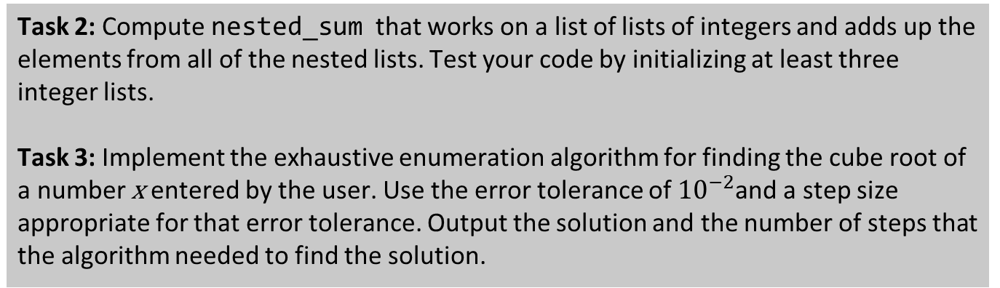 Task 2: Compute nested_sum that works on a list of lists of integers and adds up the
elements from all of the nested lists. Test your code by initializing at least three
integer lists.
Task 3: Implement the exhaustive enumeration algorithm for finding the cube root of
a number x entered by the user. Use the error tolerance of 10⁻² and a step size
appropriate for that error tolerance. Output the solution and the number of steps that
the algorithm needed to find the solution.